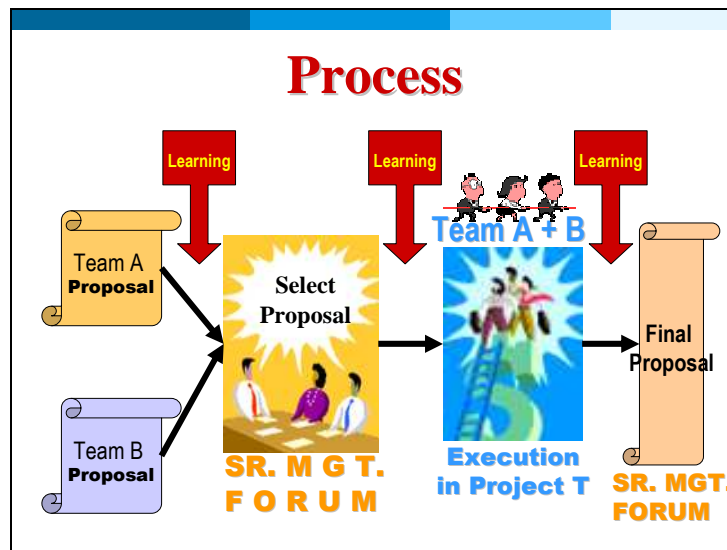 Process
Learning
Learning
Learning
Team A
Proposal
Team B
Proposal
Select
Proposal
SR. M G T.
F O R U M
Team A + B
Execution
in Project T
Final
Proposal
SR. MGT.
FORUM